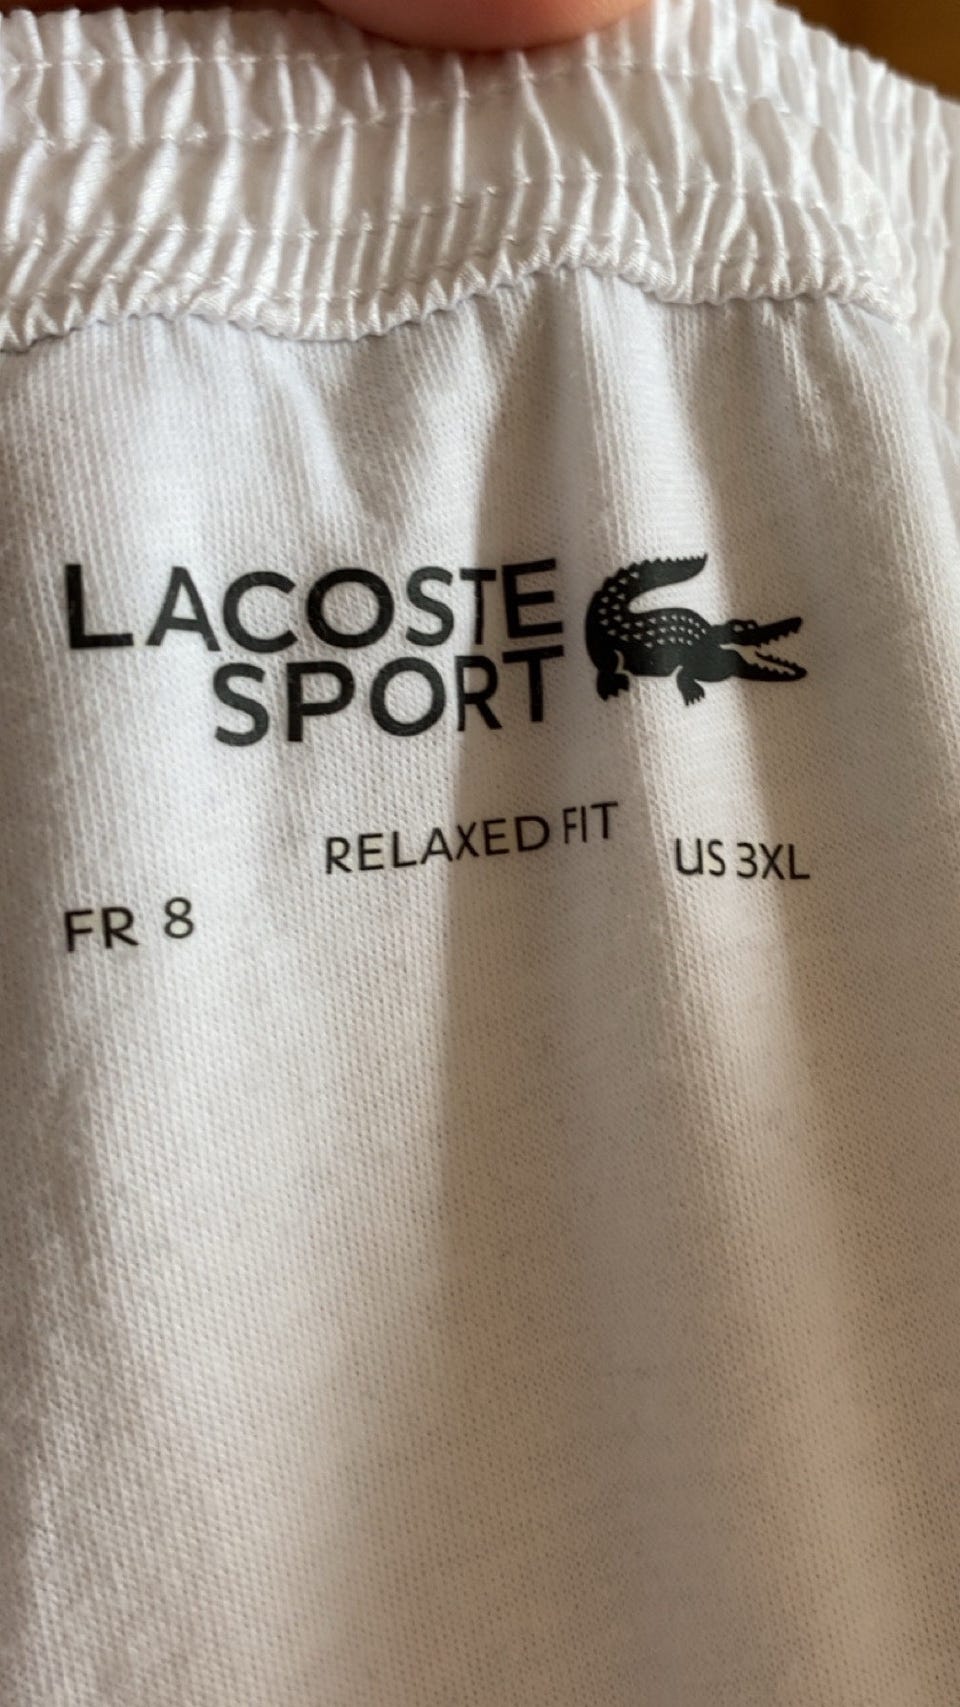 LACOSTE
SPORT
RELAXED FIT
FR 8
US 3XL